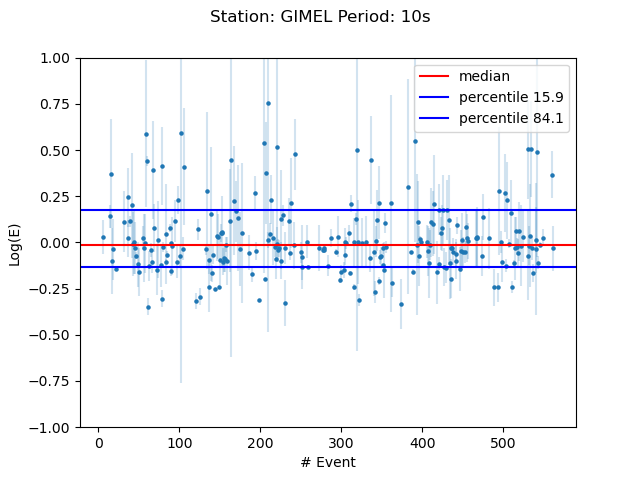 Station: GIMEL Period: 10s
median
percentile 15.9
percentile 84.1
Log(E)
1.00
0.75
0.50
0.25
0.00
−0.25
−0.50
−0.75
−1.00
0 100 200 300 400 500
# Event